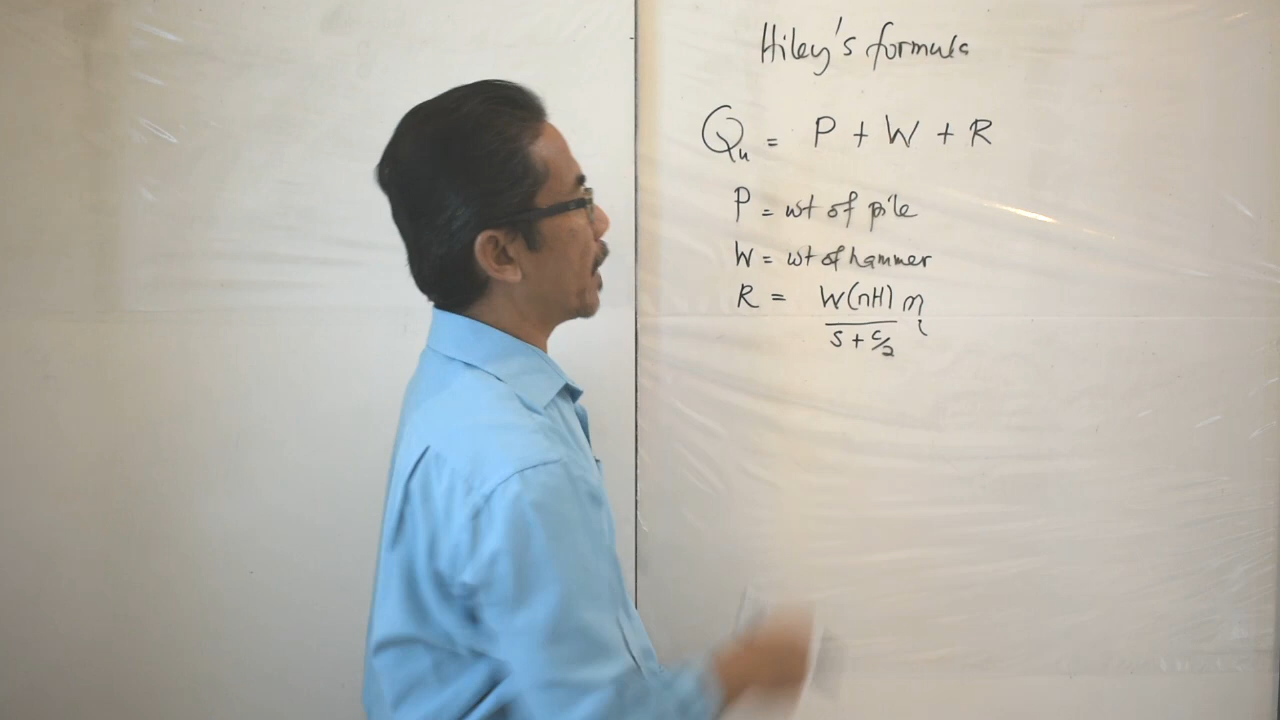 Hiley's formula
Qu = P + W + R
P = wt of pile
W = wt of hammer
R = W(nH) η
s + c/2